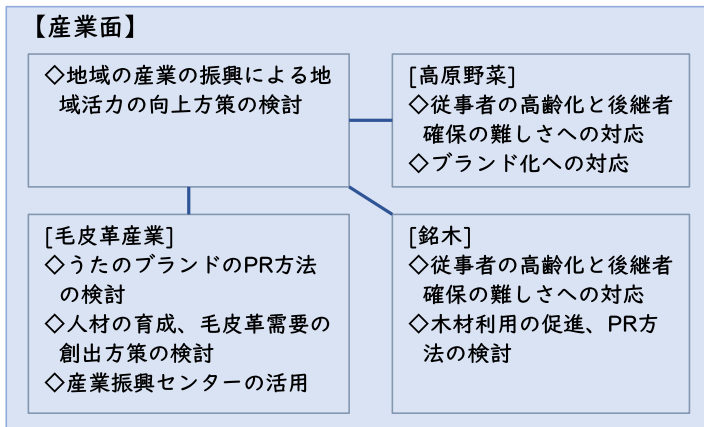 【産業面】
◇地域の産業の振興による地
域活力の向上方策の検討
[高原野菜]
◇従事者の高齢化と後継者
確保の難しさへの対応
◇ブランド化への対応
[毛皮革産業]
◇うたのブランドのPR方法
の検討
◇人材の育成、毛皮革需要の
創出方策の検討
◇産業振興センターの活用
[銘木]
◇従事者の高齢化と後継者
確保の難しさへの対応
◇木材利用の促進、PR方
法の検討